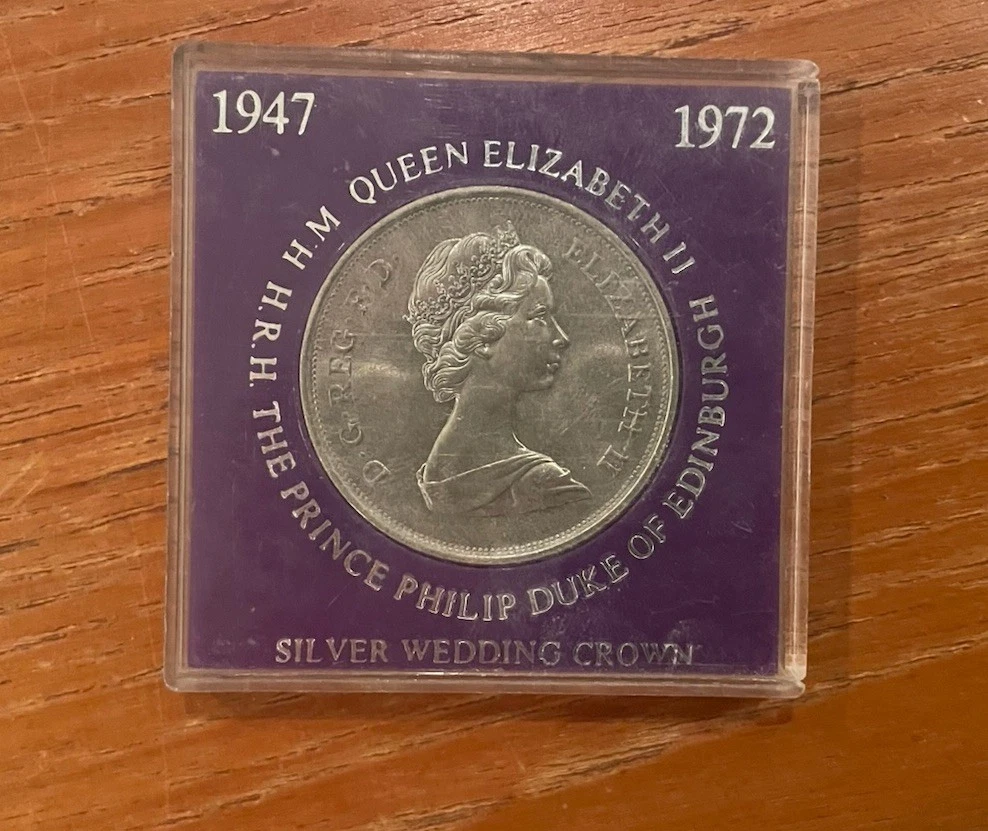 1947
1972
H.M QUEEN ELIZABETH II
H.R.H. THE PRINCE PHILIP DUKE OF EDINBURGH
D·G·REG·F·D· ELIZABETH·II
SILVER WEDDING CROWN